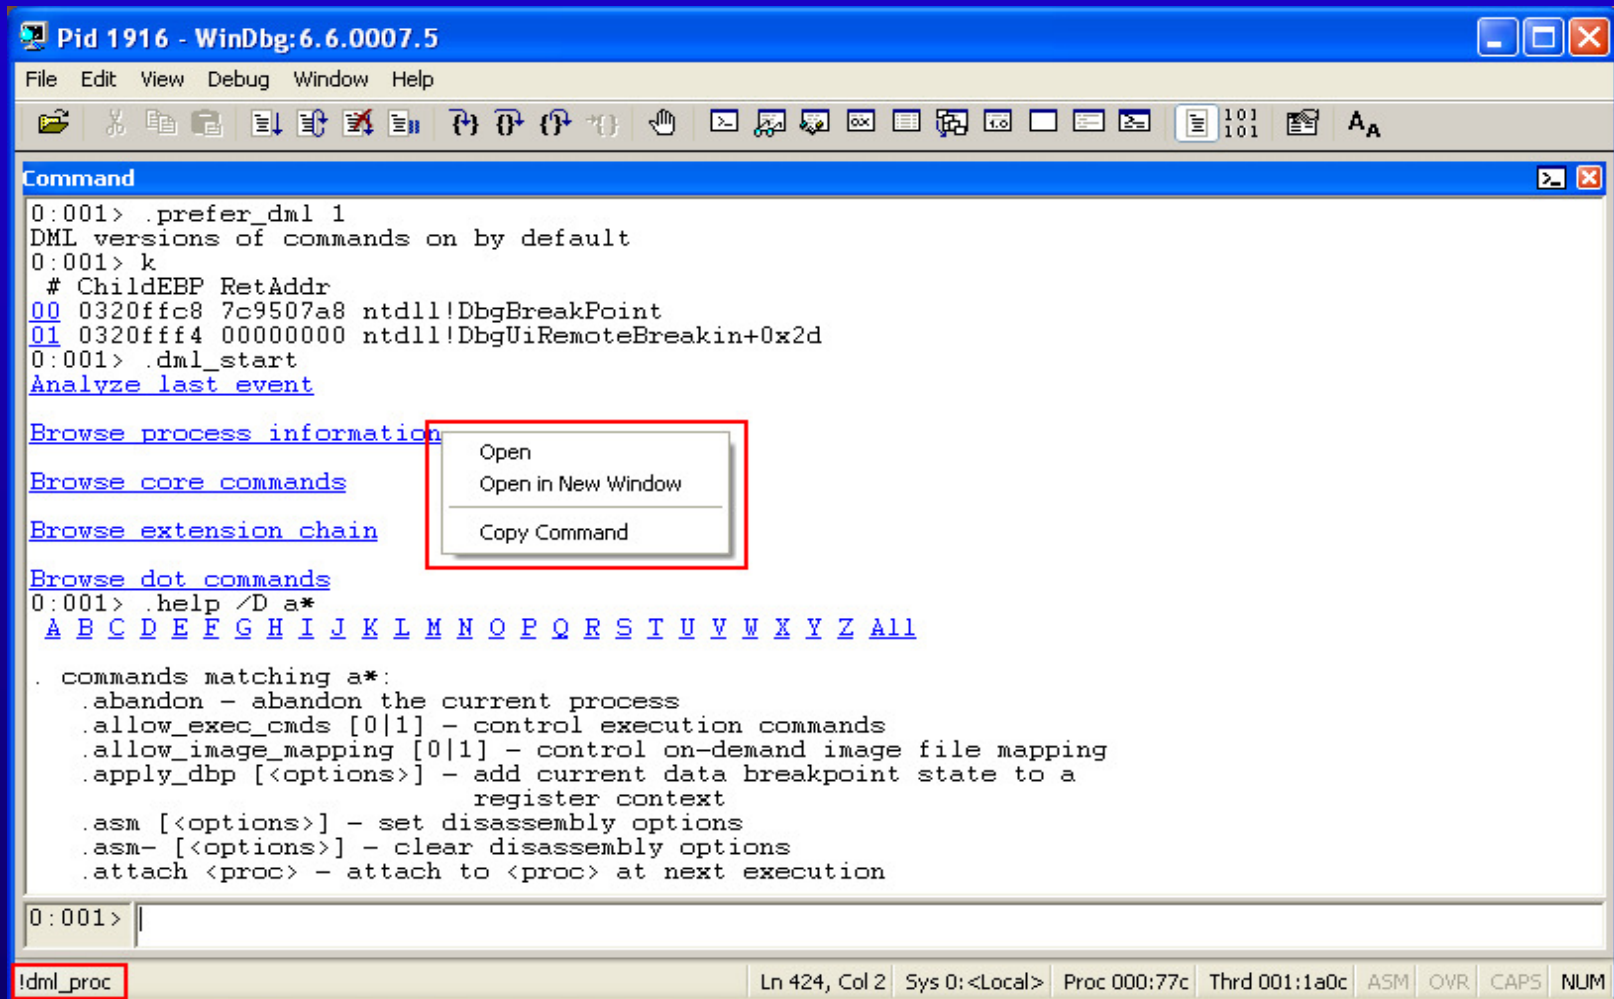 Pid 1916 - WinDbg:6.6.0007.5
File Edit View Debug Window Help
101
101
AA
Command
0:001> .prefer_dml 1
DML versions of commands on by default
0:001> k
 # ChildEBP RetAddr
00 0320ffc8 7c9507a8 ntdll!DbgBreakPoint
01 0320fff4 00000000 ntdll!DbgUiRemoteBreakin+0x2d
0:001> .dml_start
Analyze last event
Browse process information
Open
Open in New Window
Browse core commands
Browse extension chain
Copy Command
Browse dot commands
0:001> .help /D a*
A B C D E F G H I J K L M N O P Q R S T U V W X Y Z All
. commands matching a*:
.abandon - abandon the current process
.allow_exec_cmds [0|1] - control execution commands
.allow_image_mapping [0|1] - control on-demand image file mapping
.apply_dbp [<options>] - add current data breakpoint state to a
register context
.asm [<options>] - set disassembly options
.asm- [<options>] - clear disassembly options
.attach <proc> - attach to <proc> at next execution
0:001>
!dml_proc Ln 424, Col 2 Sys 0:<Local> Proc 000:77c Thrd 001:1a0c ASM OVR CAPS NUM